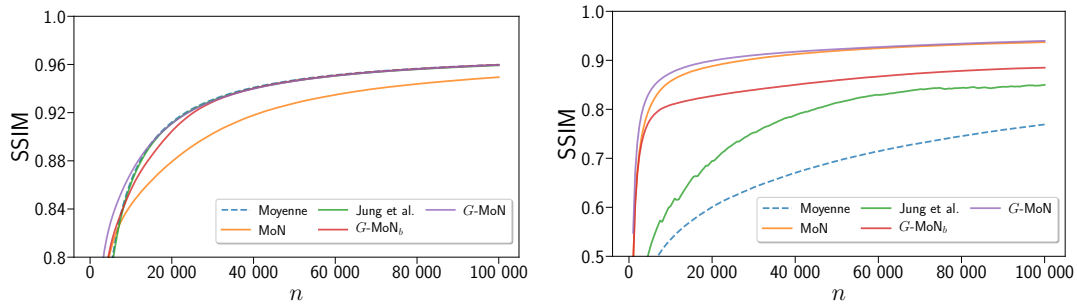 1.0
0.96
0.92
0.88
0.84
0.8
SSIM
0
20 000
40 000
60 000
80 000
100 000
n
Moyenne
MoN
Jung et al.
G-MoN_b
G-MoN
1.0
0.9
0.8
0.7
0.6
0.5
SSIM
0
20 000
40 000
60 000
80 000
100 000
n
Moyenne
MoN
Jung et al.
G-MoN_b
G-MoN